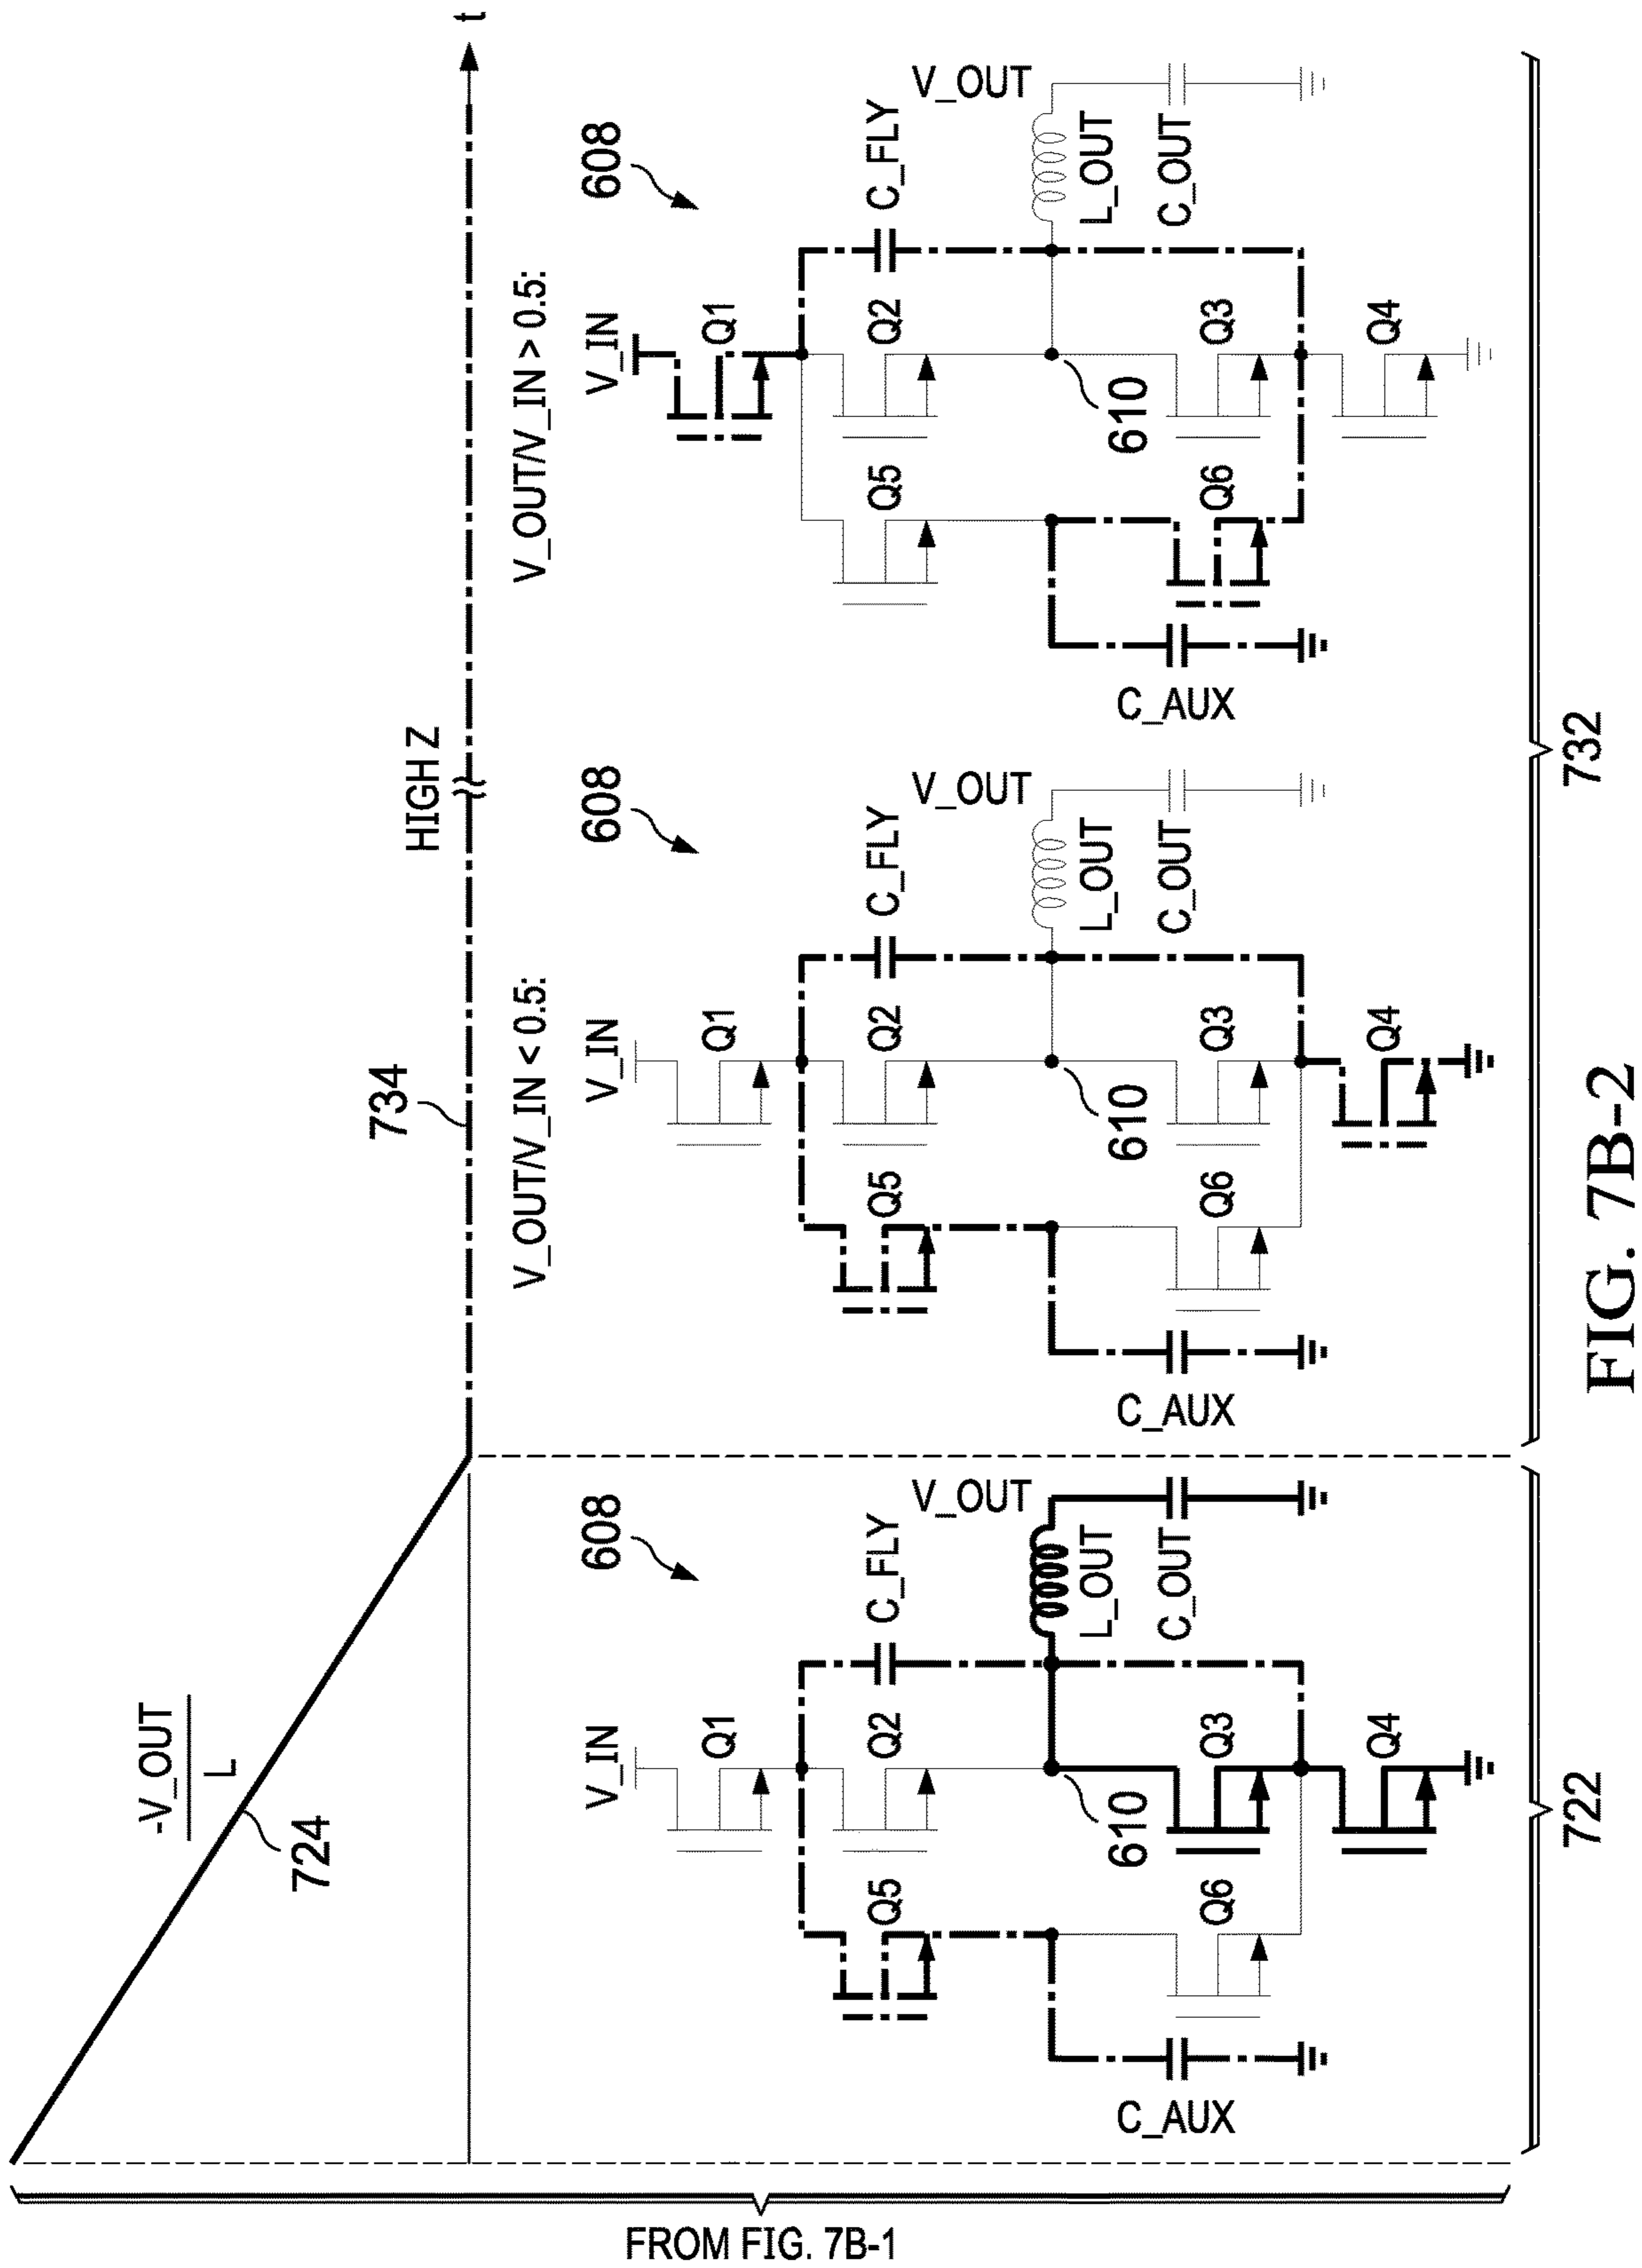 -V_OUT
L
724
734
HIGH Z
t
V_OUT/V_IN < 0.5:
V_OUT/V_IN > 0.5:
608
V_IN
Q1
C_FLY
V_OUT
Q5
Q2
610
L_OUT
C_AUX
Q6
Q3
C_OUT
Q4
608
V_IN
Q1
C_FLY
V_OUT
Q5
Q2
610
L_OUT
C_AUX
Q6
Q3
C_OUT
Q4
608
V_IN
Q1
C_FLY
V_OUT
Q5
Q2
610
L_OUT
C_AUX
Q6
Q3
C_OUT
Q4
722
732
FROM FIG. 7B-1
FIG. 7B-2